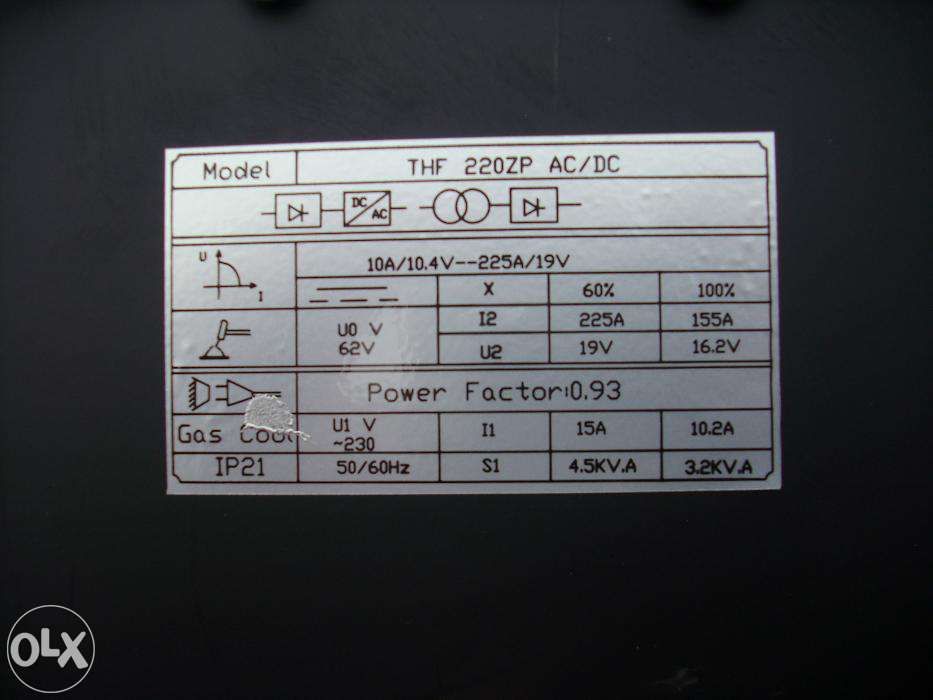 Model THF 220ZP AC/DC
DC
AC
U
I
10A/10.4V--225A/19V
X 60% 100%
U0 V
62V
I2 225A 155A
U2 19V 16.2V
Power Factor:0.93
Gas Cool
U1 V
~230
I1 15A 10.2A
IP21 50/60Hz S1 4.5KV.A 3.2KV.A
OLX